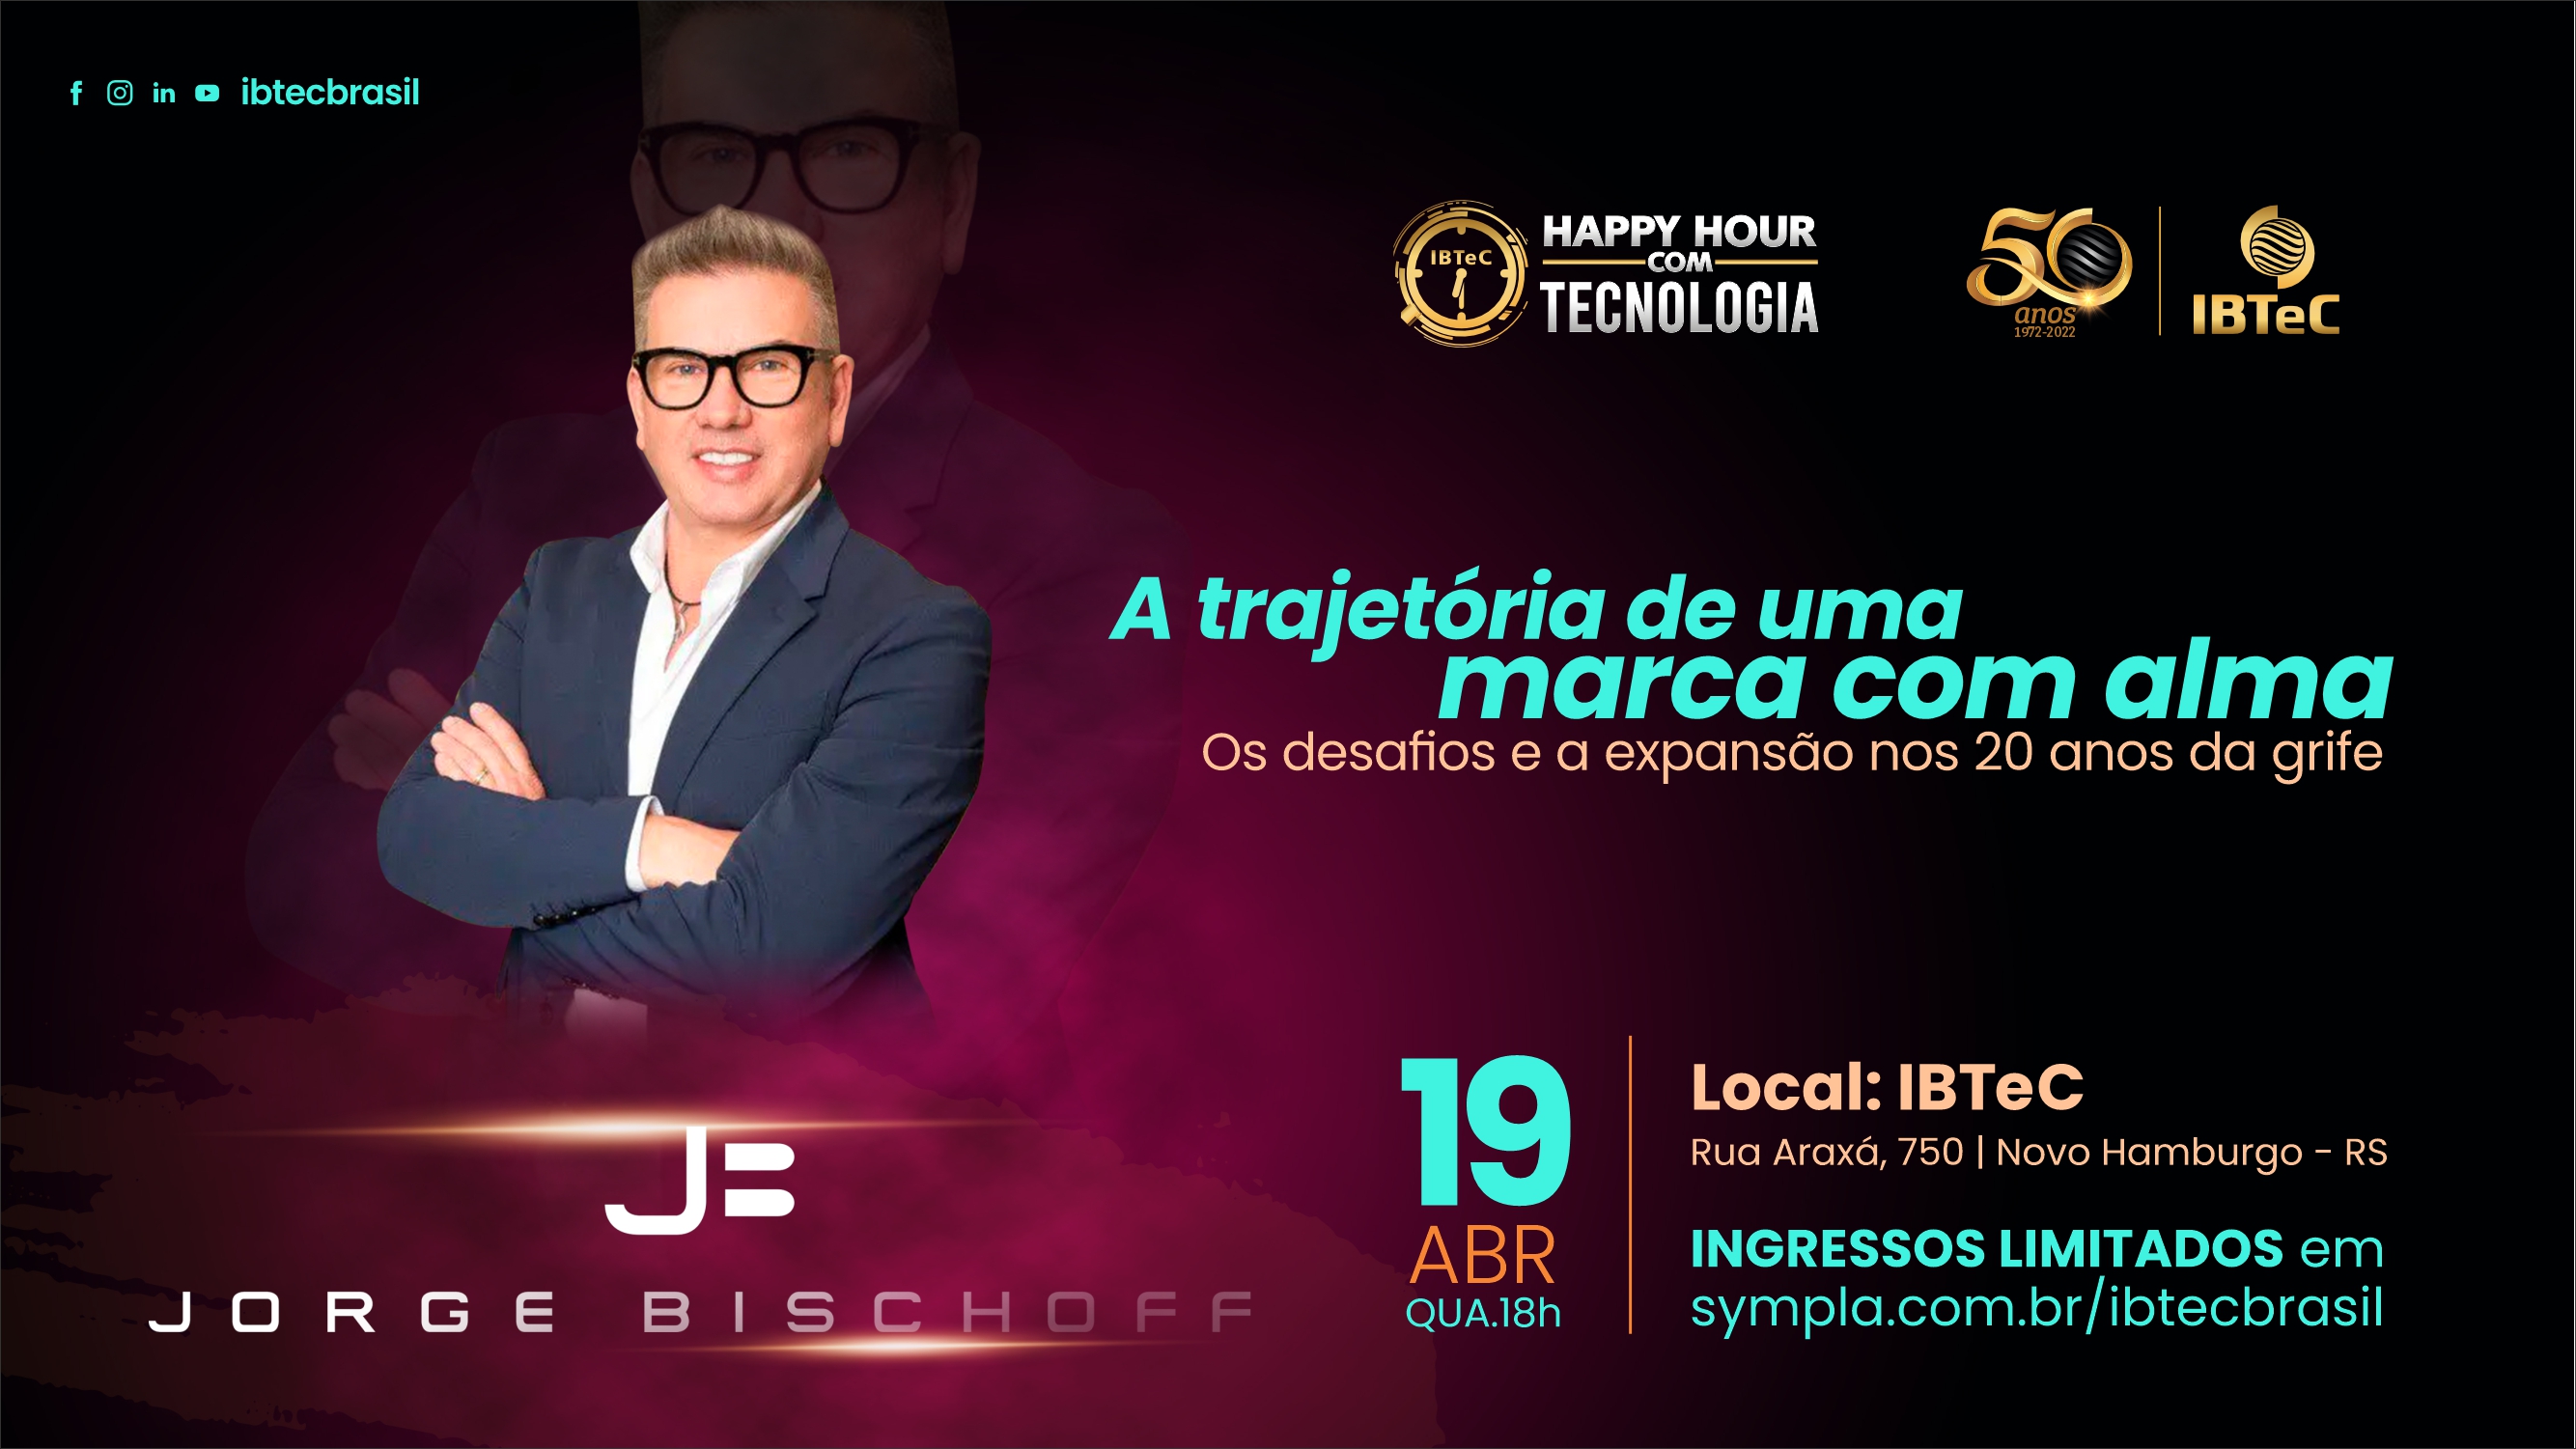 ibtecbrasil
IBTeC
HAPPY HOUR
COM
TECNOLOGIA
50
anos
1972-2022
IBTeC
A trajetória de uma
marca com alma
Os desafios e a expansão nos 20 anos da grife
JB
JORGE BISCHOFF
19
ABR
QUA.18h
Local: IBTeC
Rua Araxá, 750 | Novo Hamburgo - RS
INGRESSOS LIMITADOS em
sympla.com.br/ibtecbrasil